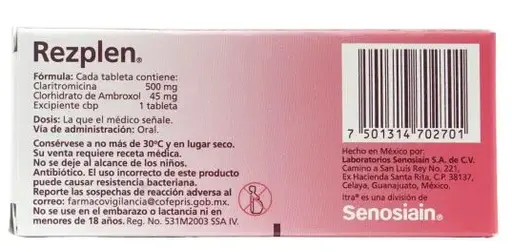 Rezplen®
Fórmula: Cada tableta contiene:
Claritromicina 500 mg
Clorhidrato de Ambroxol 45 mg
Excipiente cbp 1 tableta
Dosis: La que el médico señale.
Vía de administración: Oral.
Consérvese a no más de 30ºC y en lugar seco.
Su venta requiere receta médica.
No se deje al alcance de los niños.
Antibiótico. El uso incorrecto de este producto
puede causar resistencia bacteriana.
Reporte las sospechas de reacción adversa al
correo: farmacovigilancia@cofepris.gob.mx.
No se use en el embarazo o lactancia ni en
menores de 18 años. Reg. No. 531M2003 SSA IV.
7 501314 702701
Hecho en México por:
Laboratorios Senosiain S.A. de C.V.
Camino a San Luis Rey No. 221,
Ex Hacienda Santa Rita, C.P. 38137,
Celaya, Guanajuato, México.
Itra® es una división de
Senosiain®